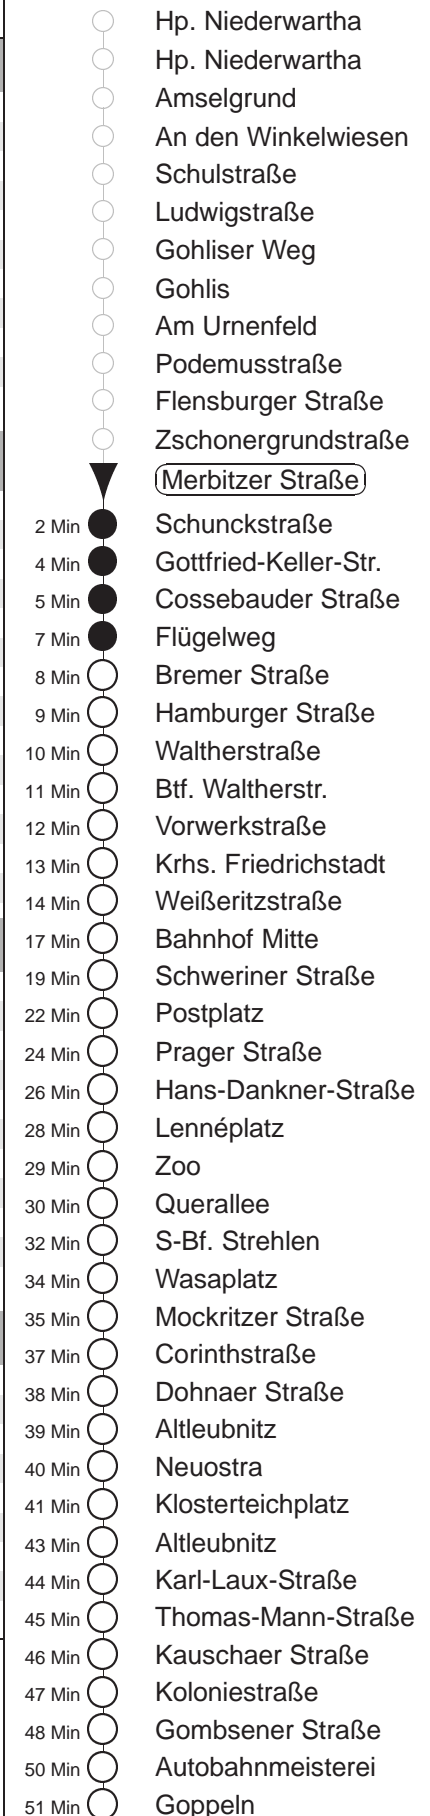 Hp. Niederwartha
Hp. Niederwartha
Amselgrund
An den Winkelwiesen
Schulstraße
Ludwigstraße
Gohliser Weg
Gohlis
Am Urnenfeld
Podemusstraße
Flensburger Straße
Zschonergrundstraße
Merbitzer Straße
2 Min Schunckstraße
4 Min Gottfried-Keller-Str.
5 Min Cossebauder Straße
7 Min Flügelweg
8 Min Bremer Straße
9 Min Hamburger Straße
10 Min Waltherstraße
11 Min Btf. Waltherstr.
12 Min Vorwerkstraße
13 Min Krhs. Friedrichstadt
14 Min Weißeritzstraße
17 Min Bahnhof Mitte
19 Min Schweriner Straße
22 Min Postplatz
24 Min Prager Straße
26 Min Hans-Dankner-Straße
28 Min Lennéplatz
29 Min Zoo
30 Min Querallee
32 Min S-Bf. Strehlen
34 Min Wasaplatz
35 Min Mockritzer Straße
37 Min Corinthstraße
38 Min Dohnaer Straße
39 Min Altleubnitz
40 Min Neuostra
41 Min Klosterteichplatz
43 Min Altleubnitz
44 Min Karl-Laux-Straße
45 Min Thomas-Mann-Straße
46 Min Kauschaer Straße
47 Min Koloniestraße
48 Min Gombsener Straße
50 Min Autobahnmeisterei
51 Min Goppeln